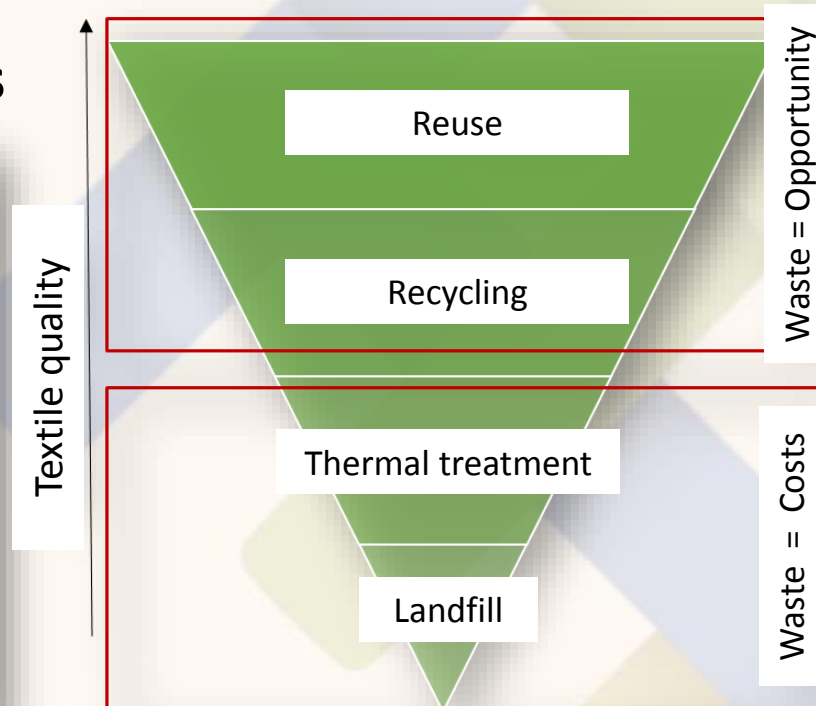 s
Reuse
Recycling
Thermal treatment
Landfill
Textile quality
Waste = Opportunity
Waste = Costs